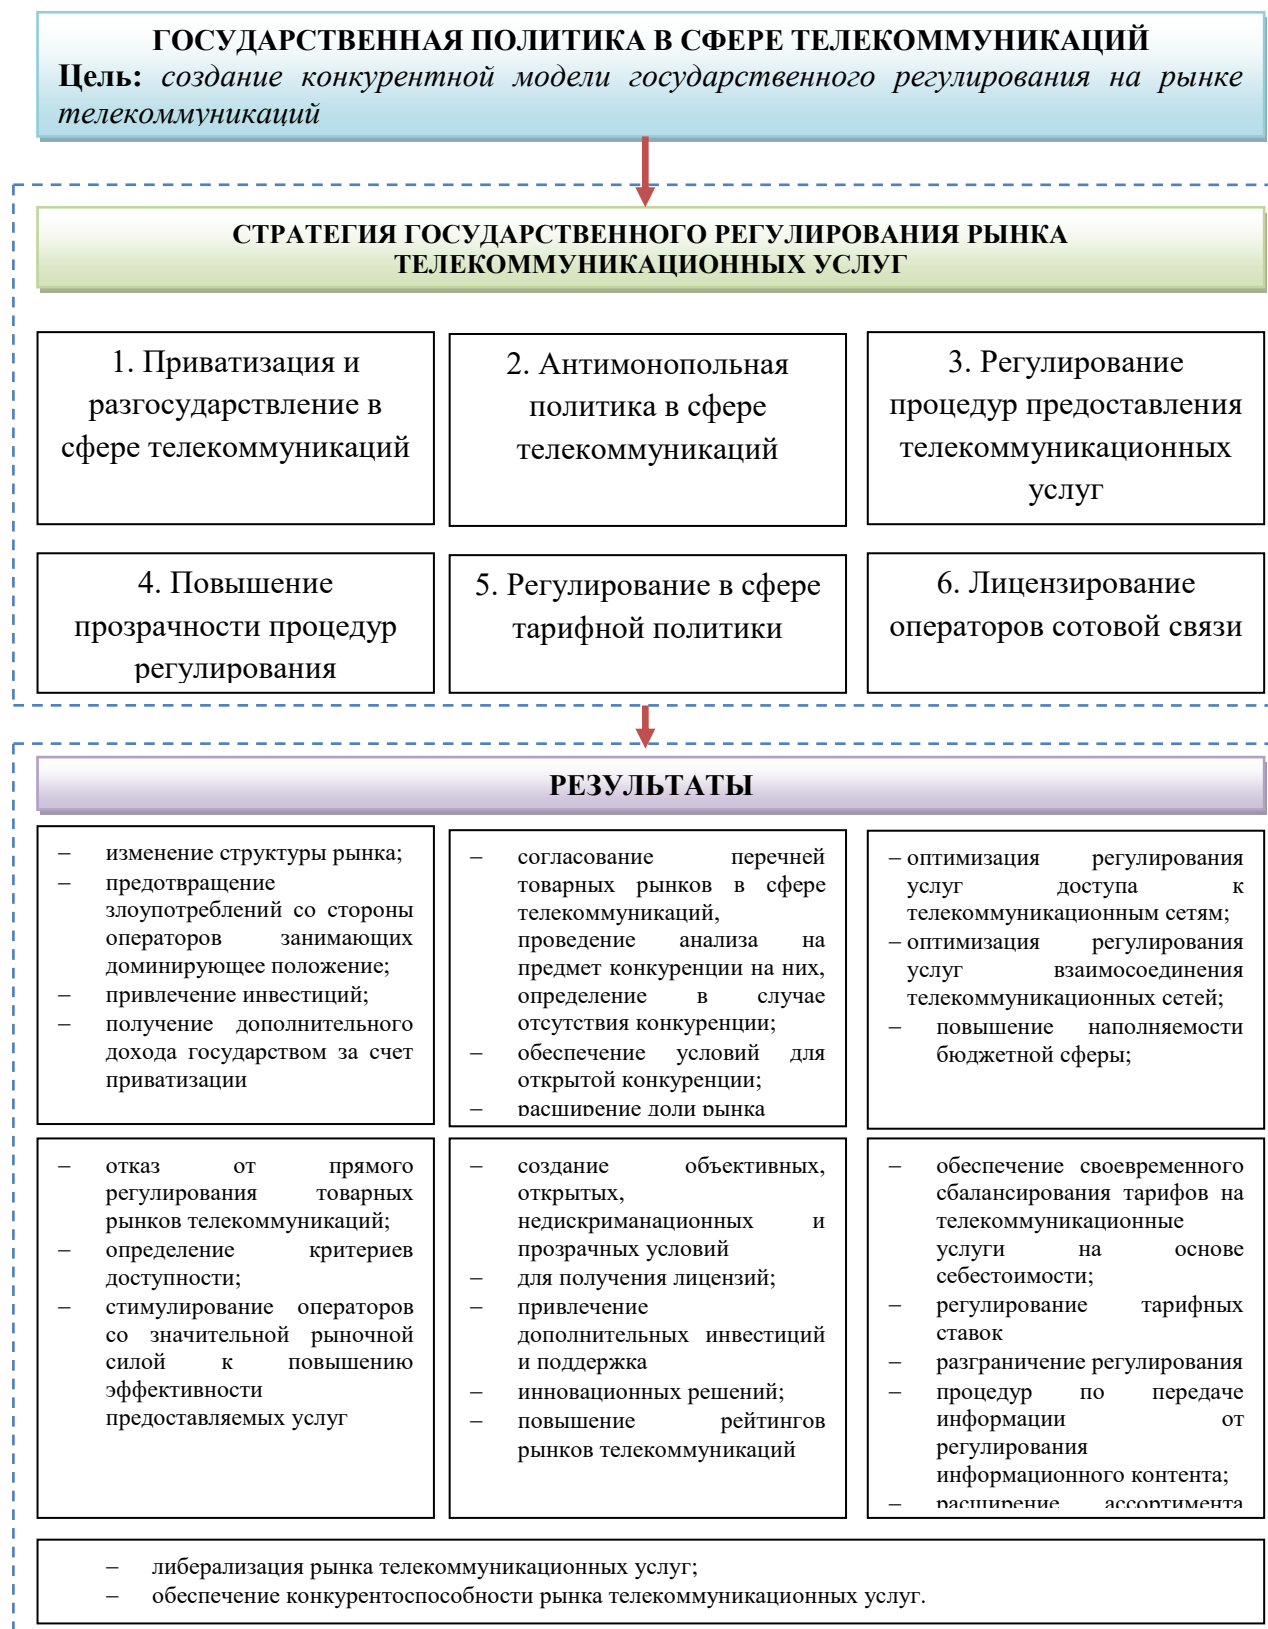 ГОСУДАРСТВЕННАЯ ПОЛИТИКА В СФЕРЕ ТЕЛЕКОММУНИКАЦИЙ
Цель: создание конкурентной модели государственного регулирования на рынке
телекоммуникаций
СТРАТЕГИЯ ГОСУДАРСТВЕННОГО РЕГУЛИРОВАНИЯ РЫНКА
ТЕЛЕКОММУНИКАЦИОННЫХ УСЛУГ
1. Приватизация и
разгосударствление в
сфере телекоммуникаций
2. Антимонопольная
политика в сфере
телекоммуникаций
3. Регулирование
процедур предоставления
телекоммуникационных
услуг
4. Повышение
прозрачности процедур
регулирования
5. Регулирование в сфере
тарифной политики
6. Лицензирование
операторов сотовой связи
РЕЗУЛЬТАТЫ
– изменение структуры рынка;
– предотвращение
злоупотреблений со стороны
операторов занимающих
доминирующее положение;
– привлечение инвестиций;
– получение дополнительного
дохода государством за счет
приватизации
– согласование перечней
товарных рынков в сфере
телекоммуникаций,
проведение анализа на
предмет конкуренции на них,
определение в случае
отсутствия конкуренции;
– обеспечение условий для
открытой конкуренции;
– расширение доли рынка
– оптимизация регулирования
услуг доступа к
телекоммуникационным сетям;
– оптимизация регулирования
услуг взаимосоединения
телекоммуникационных сетей;
– повышение наполняемости
бюджетной сферы;
– отказ от прямого
регулирования товарных
рынков телекоммуникаций;
– определение критериев
доступности;
– стимулирование операторов
со значительной рыночной
силой к повышению
эффективности
предоставляемых услуг
– создание объективных,
открытых,
недискриманационных и
прозрачных условий
– для получения лицензий;
– привлечение
дополнительных инвестиций
и поддержка
– инновационных решений;
– повышение рейтингов
рынков телекоммуникаций
– обеспечение своевременного
сбалансирования тарифов на
телекоммуникационные
услуги на основе
себестоимости;
– регулирование тарифных
ставок
– разграничение регулирования
– процедур по передаче
информации от
регулирования
информационного контента;
– расширение ассортимента
– либерализация рынка телекоммуникационных услуг;
– обеспечение конкурентоспособности рынка телекоммуникационных услуг.